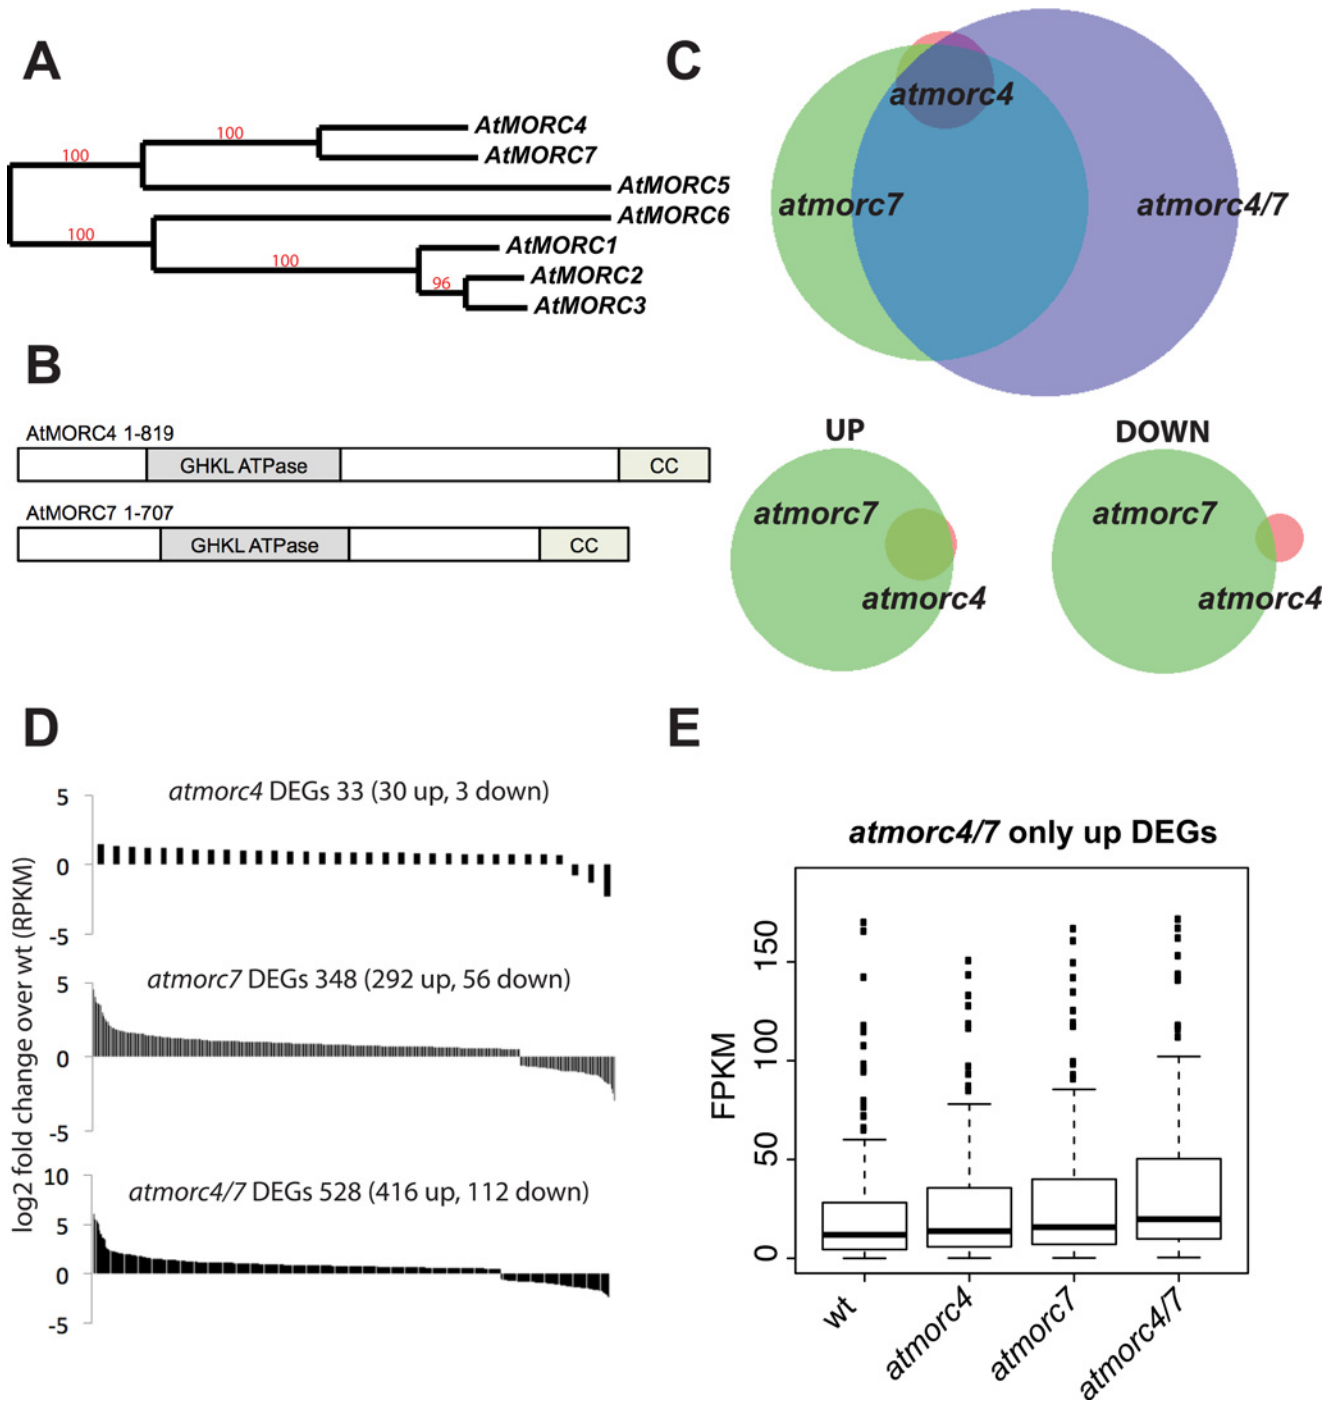 A
100
100
AtMORC4
AtMORC7
AtMORC5
AtMORC6
100
100
AtMORC1
96
AtMORC2
AtMORC3
B
AtMORC4 1-819
GHKL ATPase
CC
AtMORC7 1-707
GHKL ATPase
CC
C
atmorc4
atmorc7
atmorc4/7
UP
DOWN
atmorc7
atmorc4
atmorc7
atmorc4
D
log2 fold change over wt (RPKM)
atmorc4 DEGs 33 (30 up, 3 down)
5
0
-5
atmorc7 DEGs 348 (292 up, 56 down)
5
0
-5
atmorc4/7 DEGs 528 (416 up, 112 down)
10
5
0
-5
E
atmorc4/7 only up DEGs
FPKM
150
100
50
0
wt
atmorc4
atmorc7
atmorc4/7